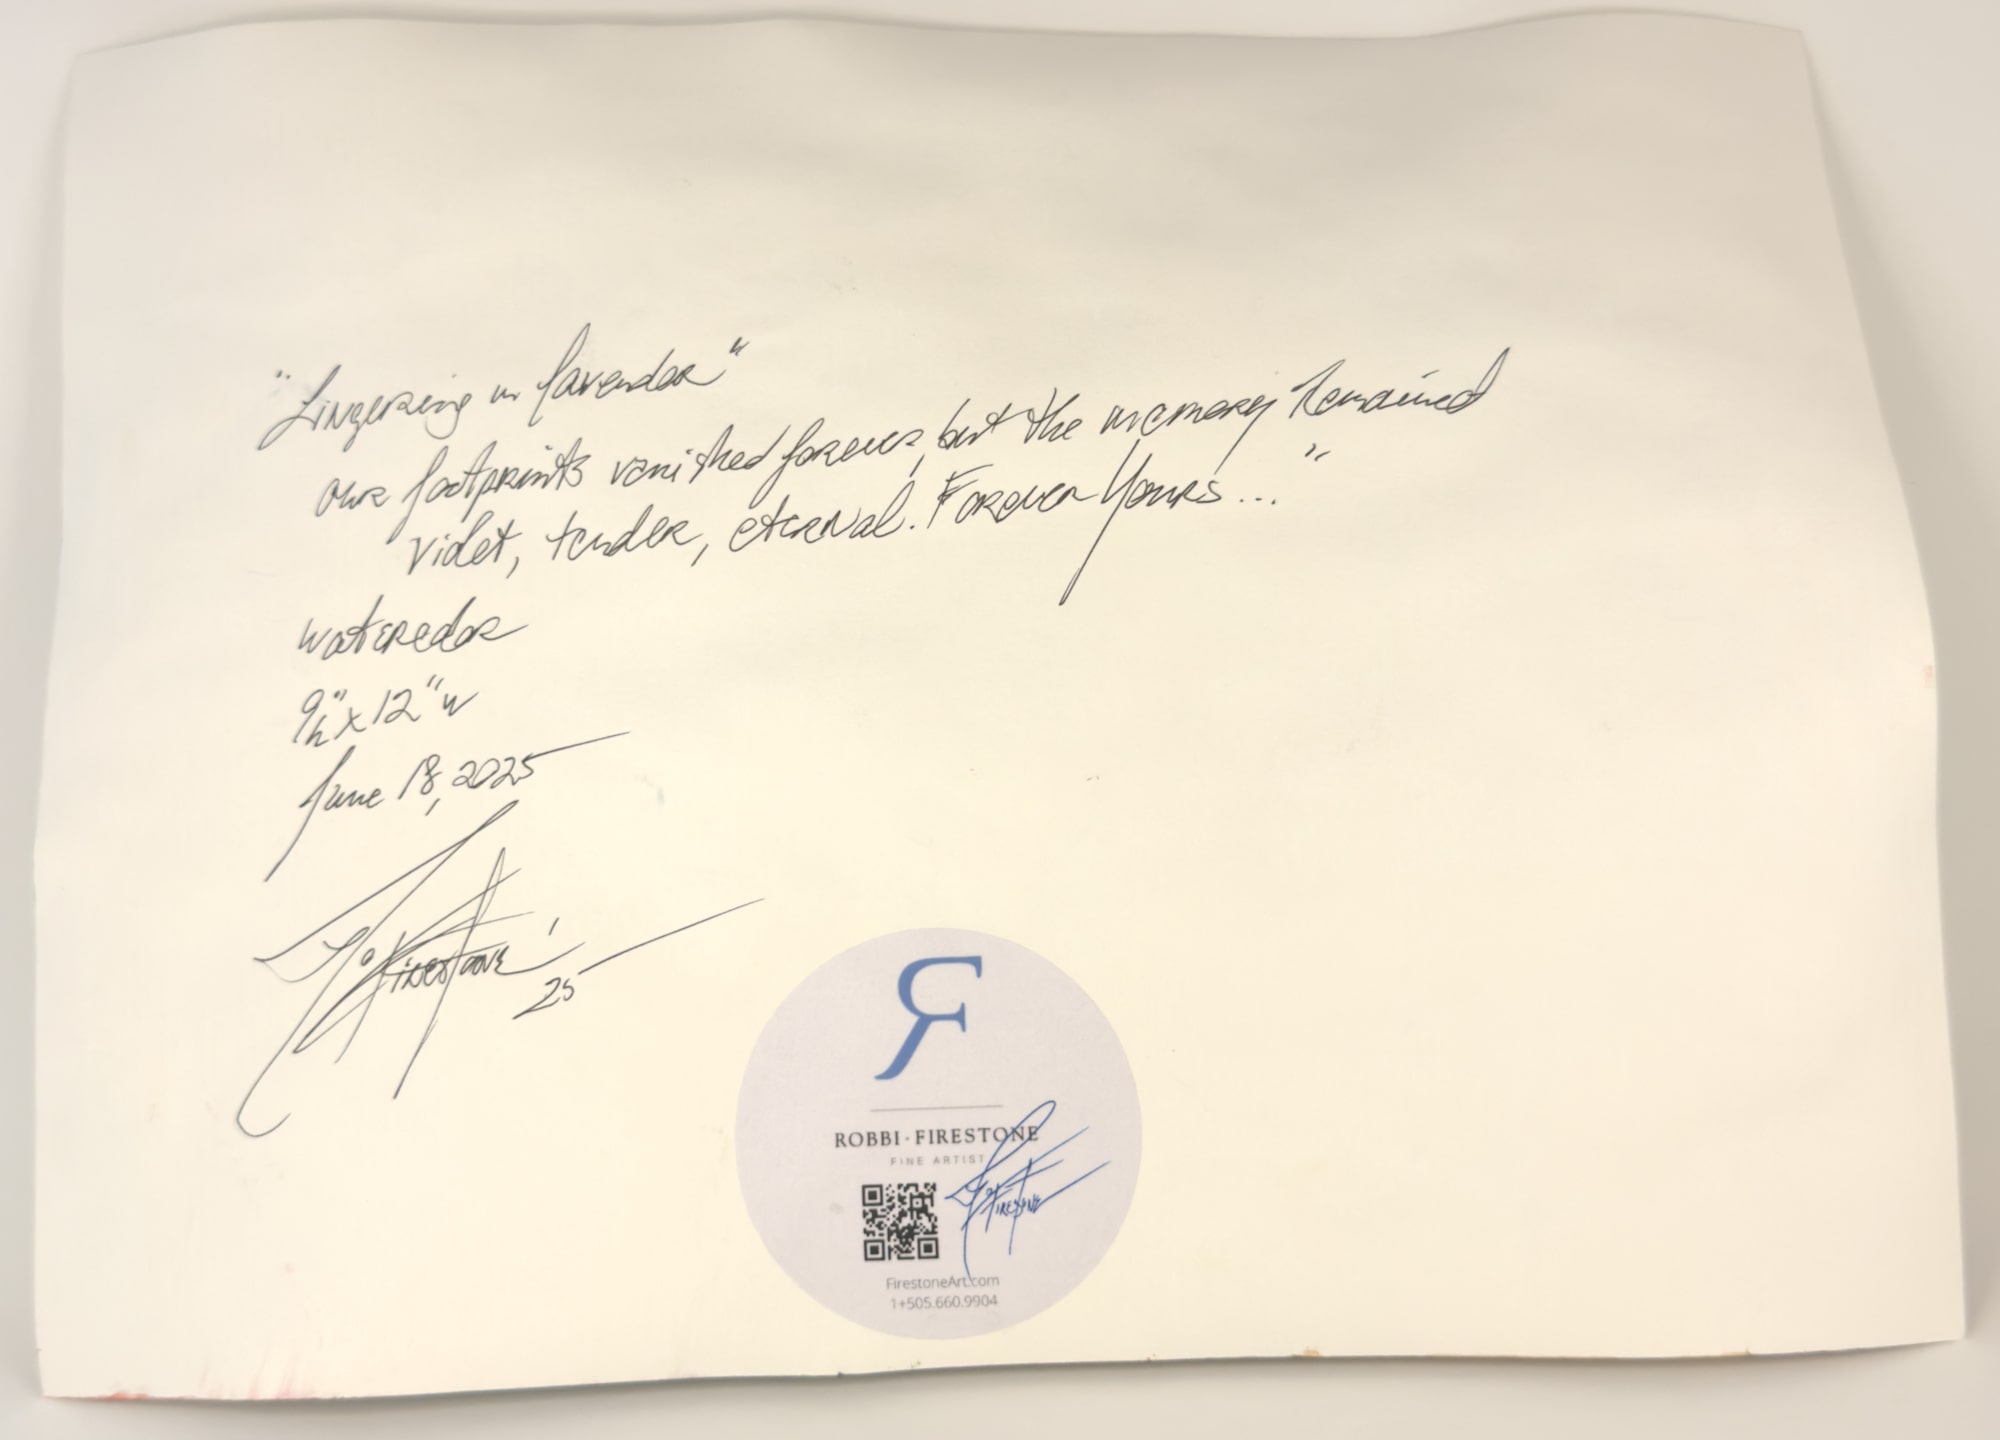 "Lingering in lavender"
our footprints vanished forever, but the memory remained
violet, tender, eternal. Forever Yours..."
watercolor
9"h x 12"w
June 18, 2025
Firestone '25
ROBBI · FIRESTONE
FINE ARTIST
Firestone
FirestoneArt.com
1+505.660.9904